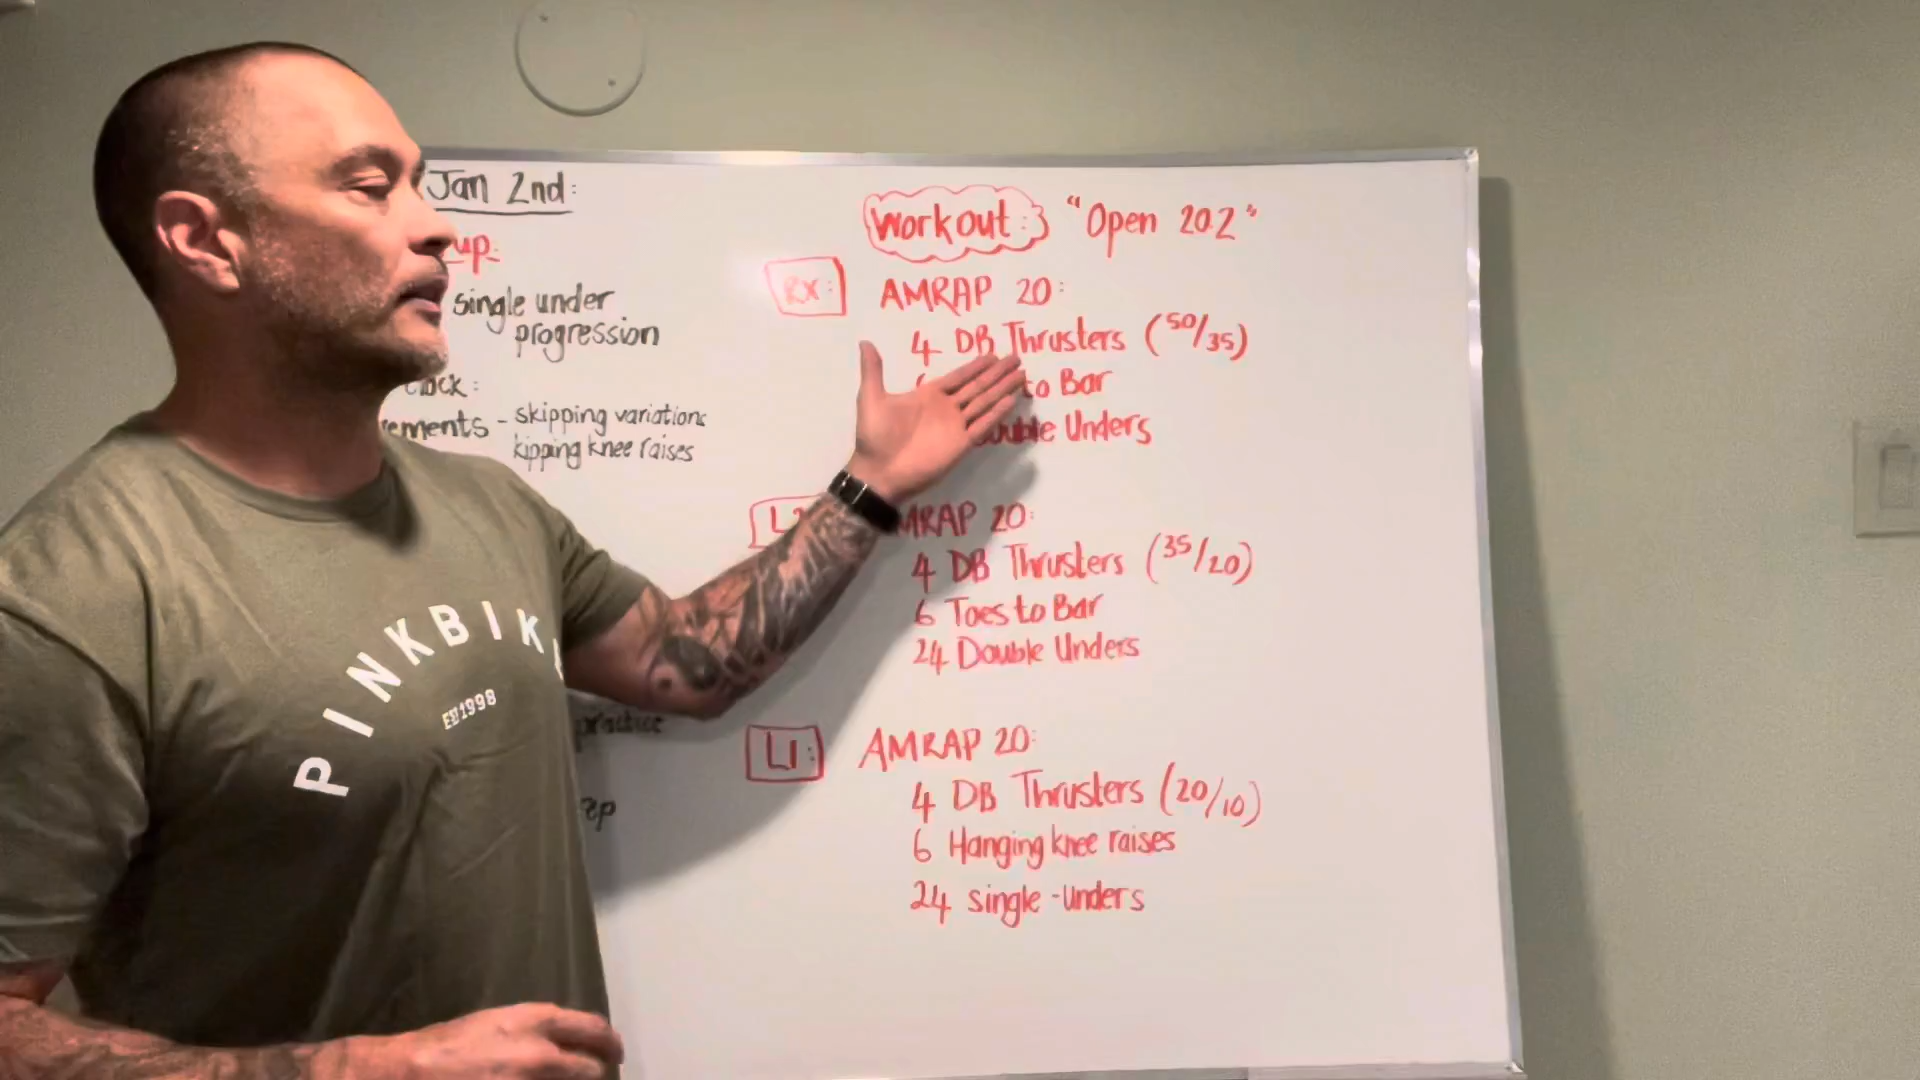 Jan 2nd:
up:
single under
progression
clock:
ements - skipping variations
kipping knee raises
practice
ep
Workout: "Open 20.2"
RX: AMRAP 20:
4 DB Thrusters (50/35)
to Bar
Double Unders
AMRAP 20:
4 DB Thrusters (35/20)
6 Toes to Bar
24 Double Unders
L1: AMRAP 20:
4 DB Thrusters (20/10)
6 Hanging knee raises
24 single-unders
PINKBIK
EST 1998